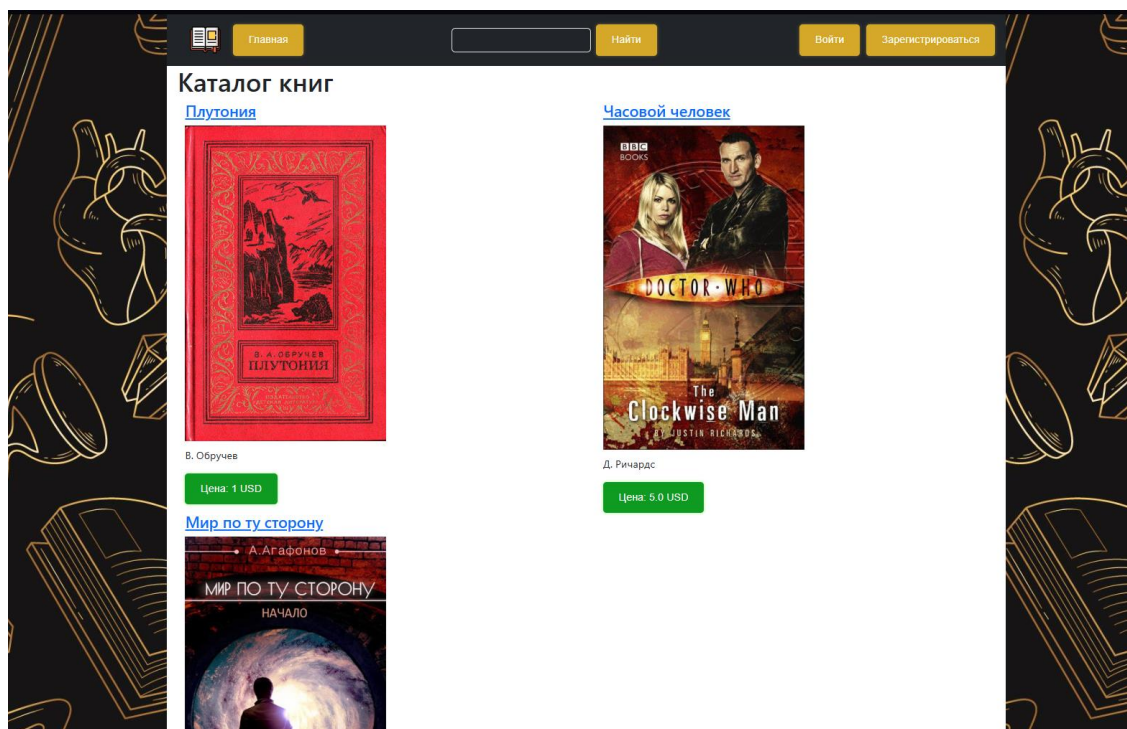 Главная
Найти
Войти
Зарегистрироваться
Каталог книг
Плутония
В. А. ОБРУЧЕВ
ПЛУТОНИЯ
В. Обручев
Цена: 1 USD
Часовой человек
BBC
BOOKS
DOCTOR·WHO
The
Clockwise Man
BY JUSTIN RICHARDS
Д. Ричардс
Цена: 5.0 USD
Мир по ту сторону
А.Агафонов
МИР ПО ТУ СТОРОНУ
НАЧАЛО